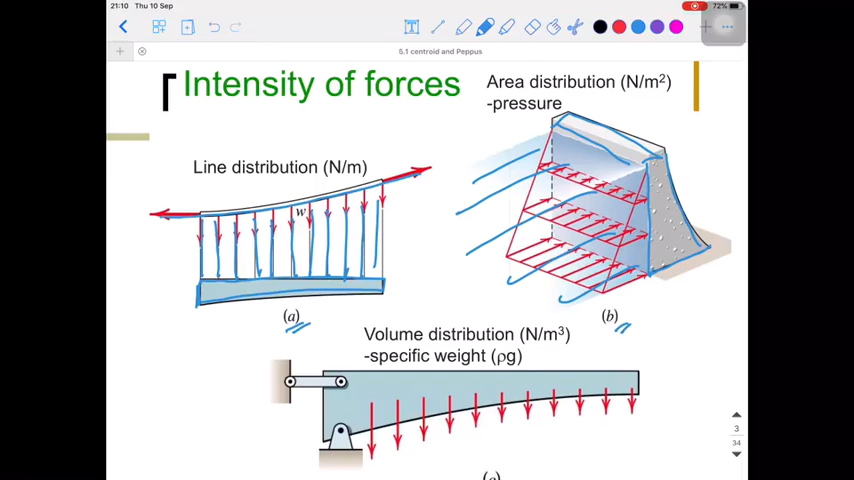 21:10 Thu 10 Sep
72%
5.1 centroid and Peppus
Intensity of forces
Area distribution (N/m²)
-pressure
Line distribution (N/m)
w
(a)
(b)
Volume distribution (N/m³)
-specific weight (ρg)
3
34